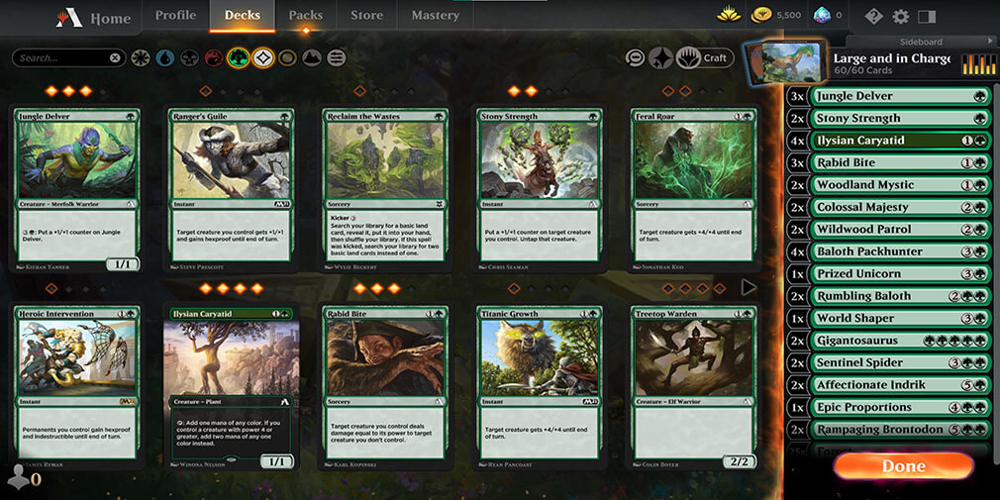 Home
Profile
Decks
Packs
Store
Mastery
5,500
0
Search...
Craft
Sideboard
Large and in Charge
60/60 Cards
Jungle Delver
Creature – Merfolk Warrior
3: Put a +1/+1 counter on Jungle
Delver.
Kieran Yanner
1/1
Ranger's Guile
Instant
M21
Target creature you control gets +1/+1
and gains hexproof until end of turn.
Steve Prescott
Reclaim the Wastes
Sorcery
Kicker 3
Search your library for a basic land
card, reveal it, put it into your hand,
then shuffle your library. If this spell
was kicked, search your library for two
basic land cards instead of one.
Wylie Beckert
Stony Strength
Instant
Put a +1/+1 counter on target creature
you control. Untap that creature.
Chris Seaman
Feral Roar
1
Sorcery
Target creature gets +4/+4 until end
of turn.
Jonathan Kuo
Heroic Intervention
1
Instant
M21
Permanents you control gain hexproof
and indestructible until end of turn.
James Ryman
Ilysian Caryatid
1
Creature – Plant
: Add one mana of any color. If you
control a creature with power 4 or
greater, add two mana of any one
color instead.
Winona Nelson
1/1
Rabid Bite
1
Sorcery
Target creature you control deals
damage equal to its power to target
creature you don't control.
Karl Kopinski
Titanic Growth
1
Instant
M21
Target creature gets +4/+4 until end
of turn.
Ryan Pancoast
Treetop Warden
1
Creature – Elf Warrior
Colin Boyer
2/2
3x Jungle Delver
2x Stony Strength
4x Ilysian Caryatid 1
3x Rabid Bite 1
2x Woodland Mystic 1
2x Colossal Majesty 2
2x Wildwood Patrol 2
4x Baloth Packhunter 3
1x Prized Unicorn 3
2x Rumbling Baloth 2
1x World Shaper 3
2x Gigantosaurus
2x Sentinel Spider 3
2x Affectionate Indrik 5
1x Epic Proportions 4
2x Rampaging Brontodon 5
25x Forest
Done
0